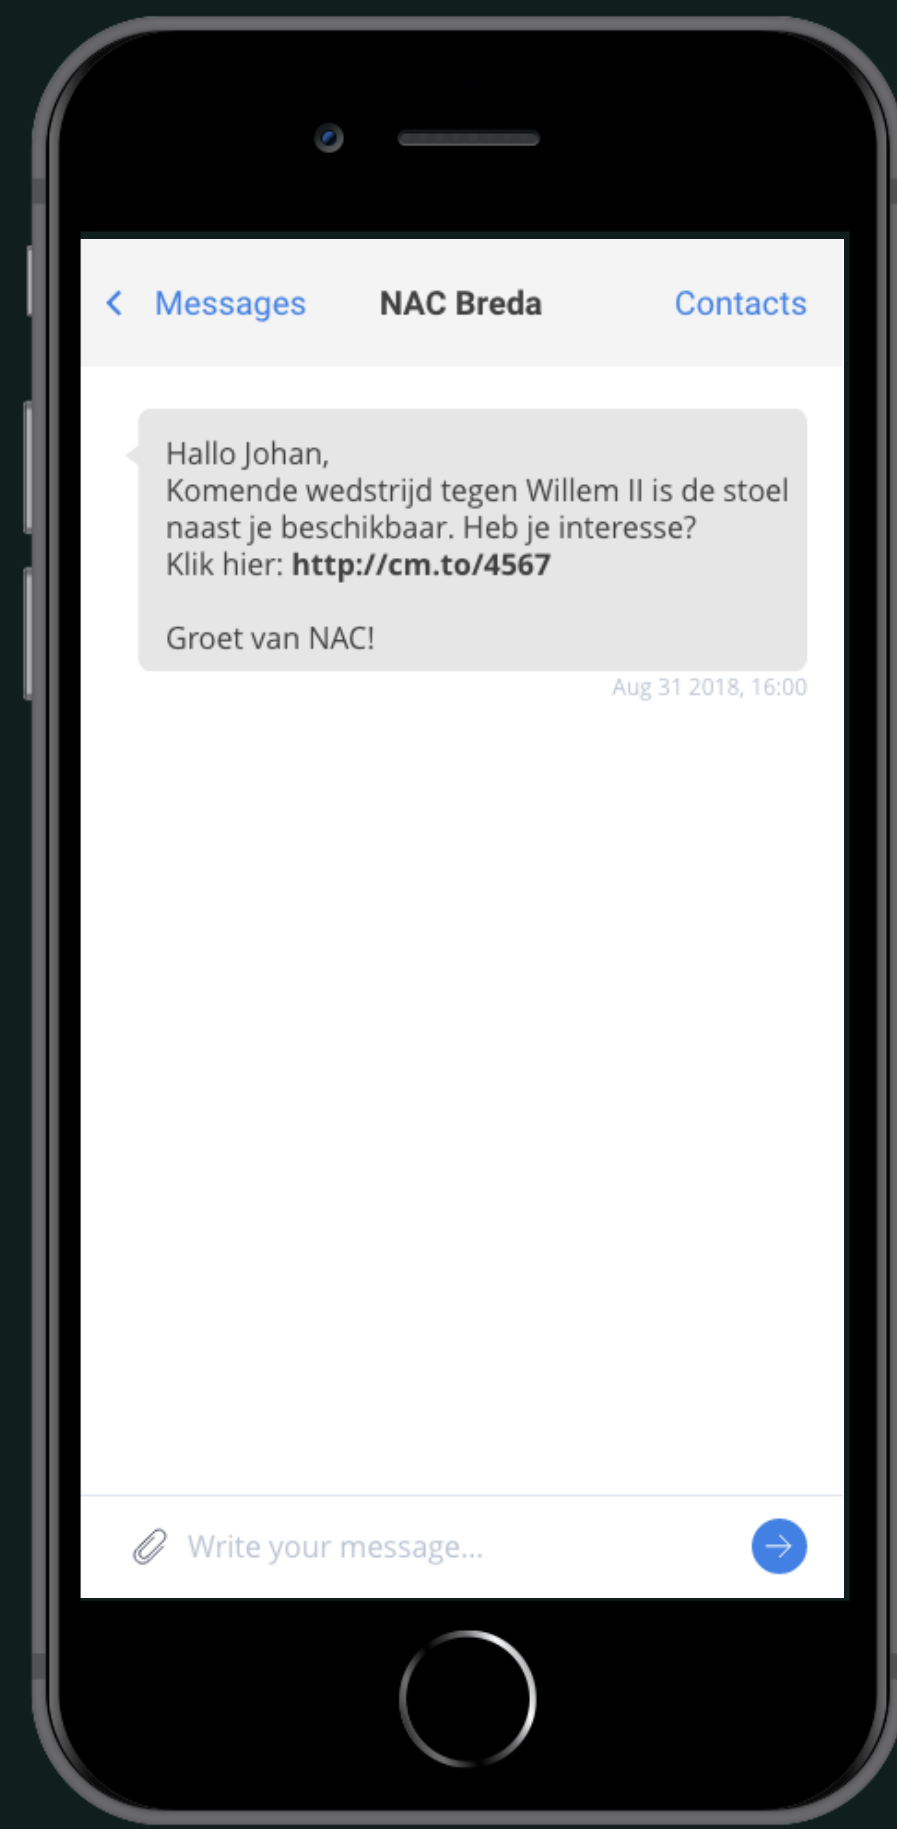 Messages NAC Breda Contacts
Hallo Johan,
Komende wedstrijd tegen Willem II is de stoel
naast je beschikbaar. Heb je interesse?
Klik hier: http://cm.to/4567
Groet van NAC!
Aug 31 2018, 16:00
Write your message...